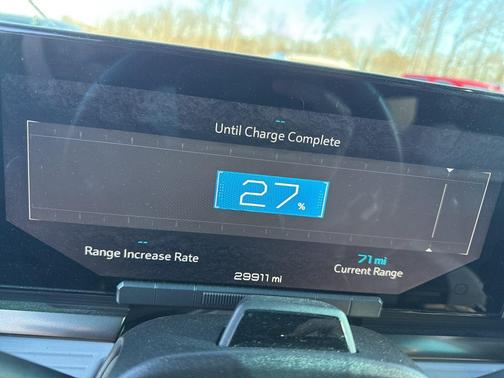 --
Until Charge Complete
27 %
--
Range Increase Rate
71 mi
Current Range
29911 mi